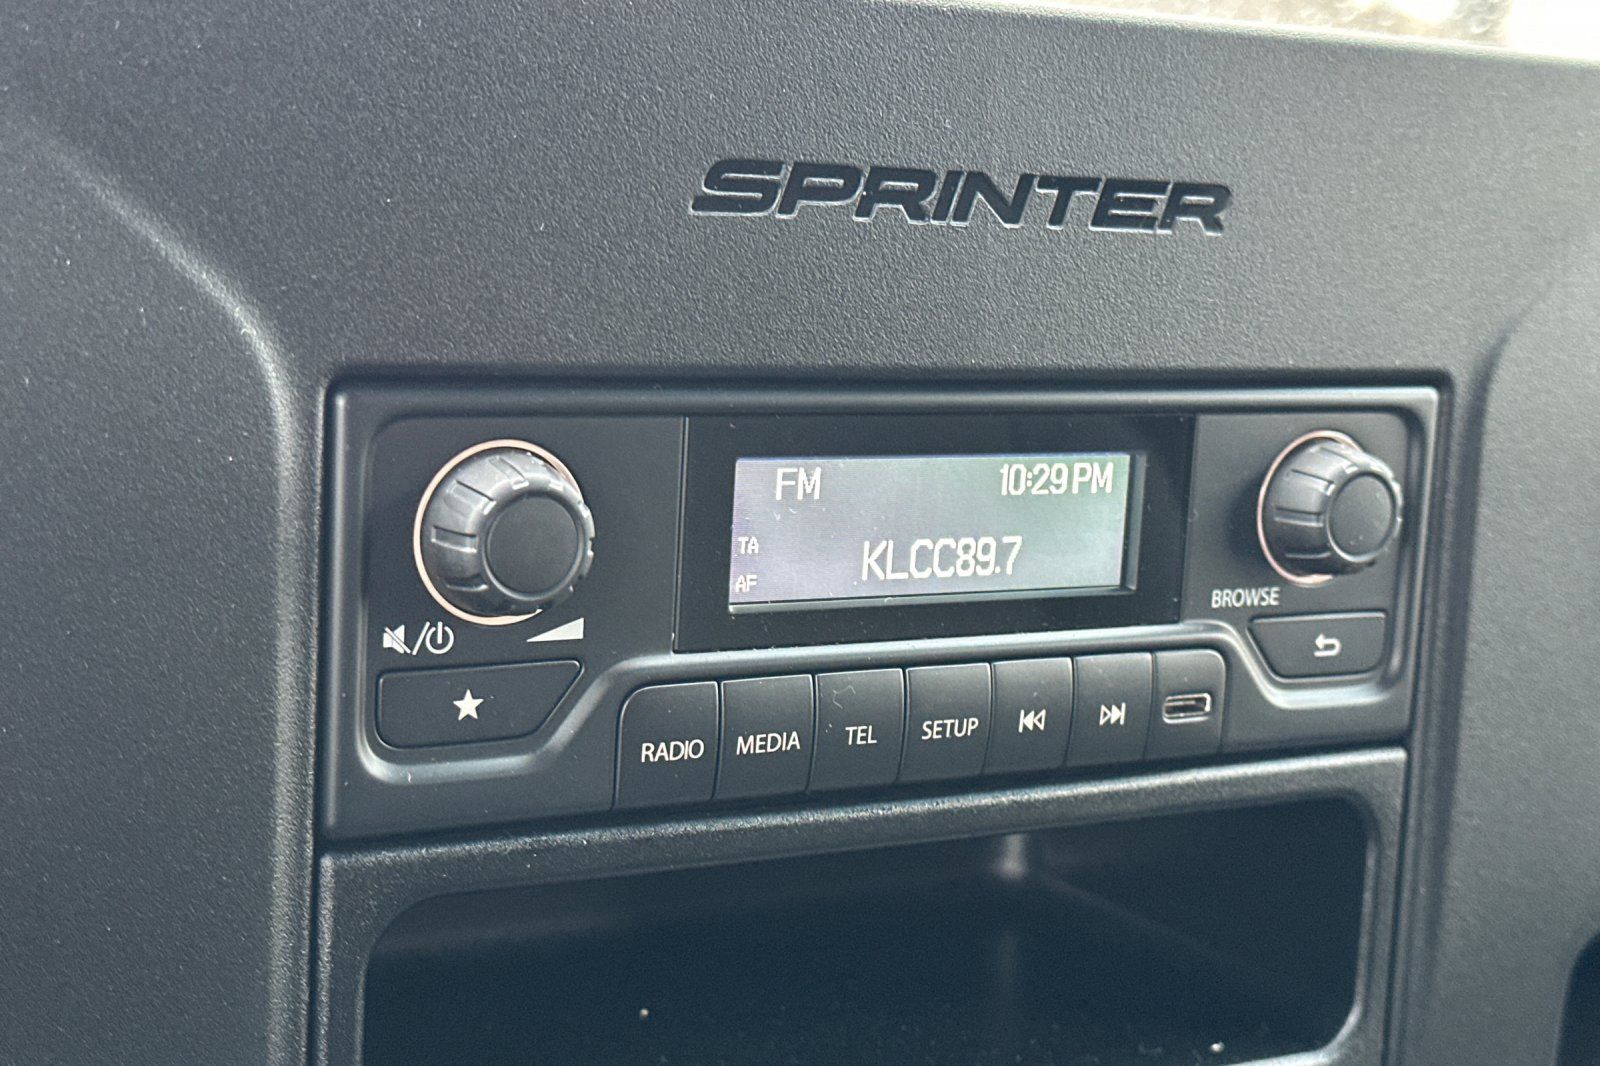 SPRINTER
FM 10:29 PM
TA
KLCC89.7
AF
BROWSE
RADIO MEDIA TEL SETUP